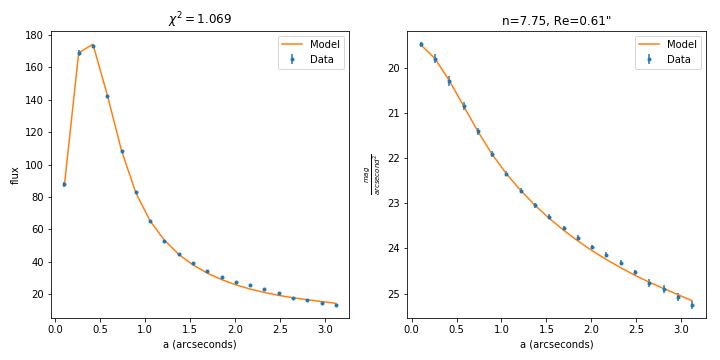 χ² = 1.069
Model
Data
flux
180
160
140
120
100
80
60
40
20
0.0 0.5 1.0 1.5 2.0 2.5 3.0
a (arcseconds)
n=7.75, Re=0.61"
Model
Data
mag/arcsecond²
20
21
22
23
24
25
0.0 0.5 1.0 1.5 2.0 2.5 3.0
a (arcseconds)